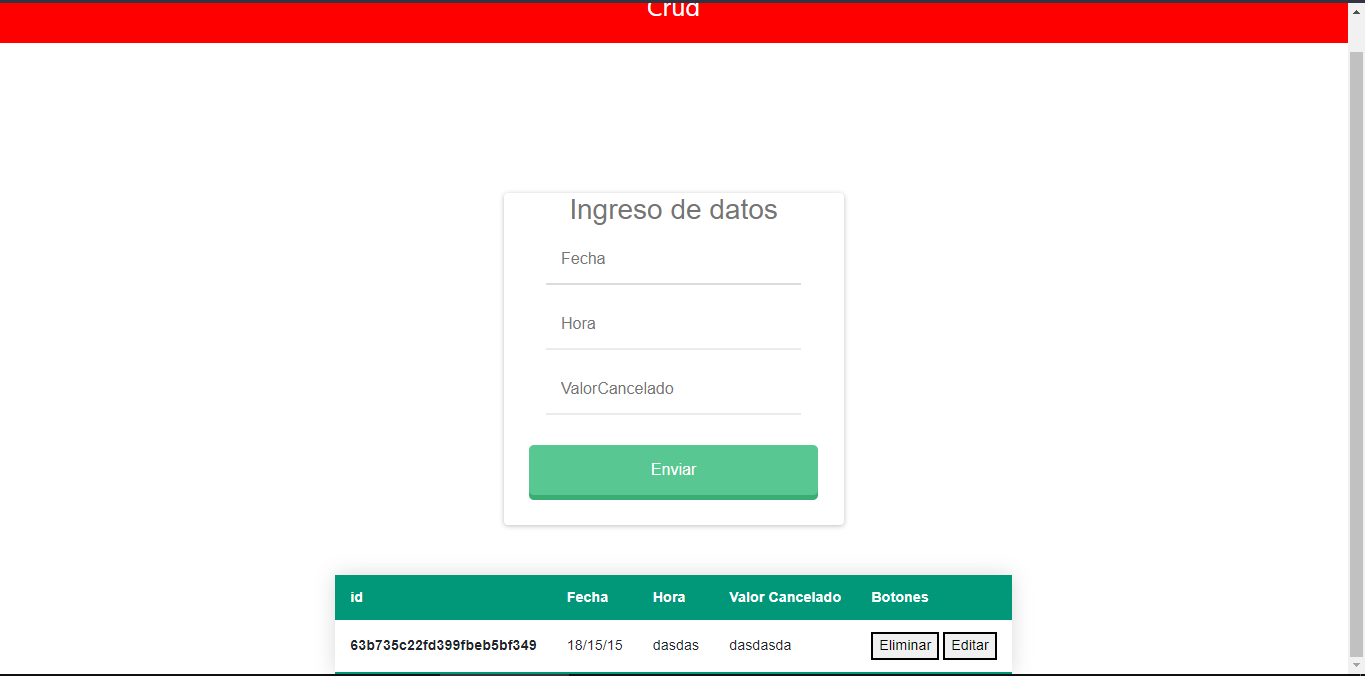 Crud
Ingreso de datos
Fecha
Hora
ValorCancelado
Enviar
id Fecha Hora Valor Cancelado Botones
63b735c22fd399fbeb5bf349 18/15/15 dasdas dasdasda Eliminar Editar